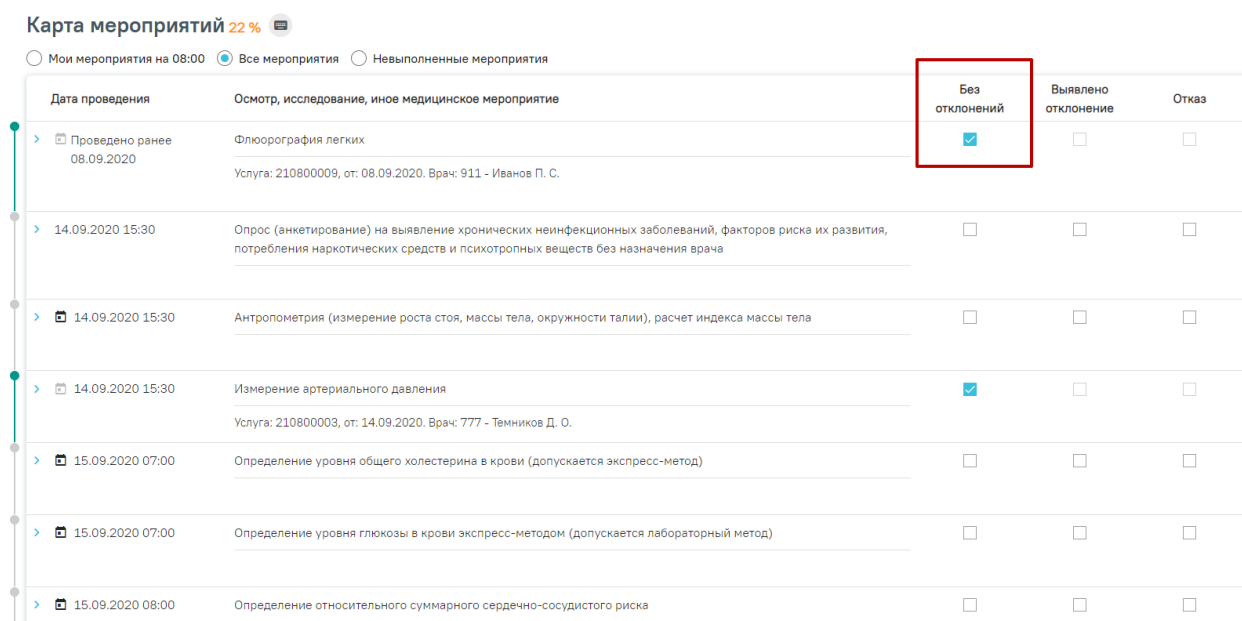 Карта мероприятий 22 %
Мои мероприятия на 08:00 Все мероприятия Невыполненные мероприятия
Дата проведения Осмотр, исследование, иное медицинское мероприятие Без отклонений Выявлено отклонение Отказ
Проведено ранее Флюорография легких
08.09.2020
Услуга: 210800009, от: 08.09.2020. Врач: 911 - Иванов П. С.
14.09.2020 15:30 Опрос (анкетирование) на выявление хронических неинфекционных заболеваний, факторов риска их развития,
потребления наркотических средств и психотропных веществ без назначения врача
14.09.2020 15:30 Антропометрия (измерение роста стоя, массы тела, окружности талии), расчет индекса массы тела
14.09.2020 15:30 Измерение артериального давления
Услуга: 210800003, от: 14.09.2020. Врач: 777 - Темников Д. О.
15.09.2020 07:00 Определение уровня общего холестерина в крови (допускается экспресс-метод)
15.09.2020 07:00 Определение уровня глюкозы в крови экспресс-методом (допускается лабораторный метод)
15.09.2020 08:00 Определение относительного суммарного сердечно-сосудистого риска